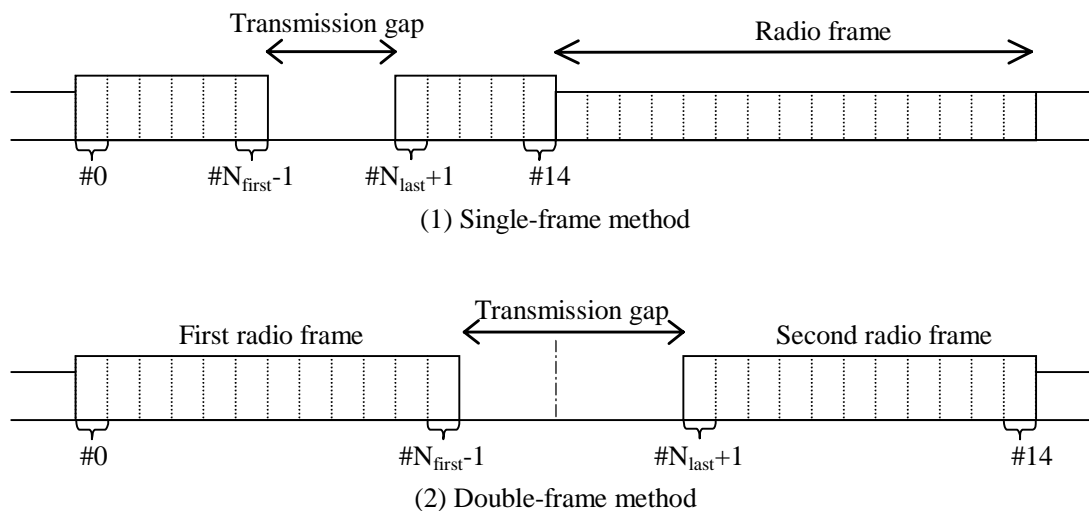 Transmission gap
Radio frame
#0
#N_first-1
#N_last+1
#14
(1) Single-frame method
Transmission gap
First radio frame
Second radio frame
#0
#N_first-1
#N_last+1
#14
(2) Double-frame method